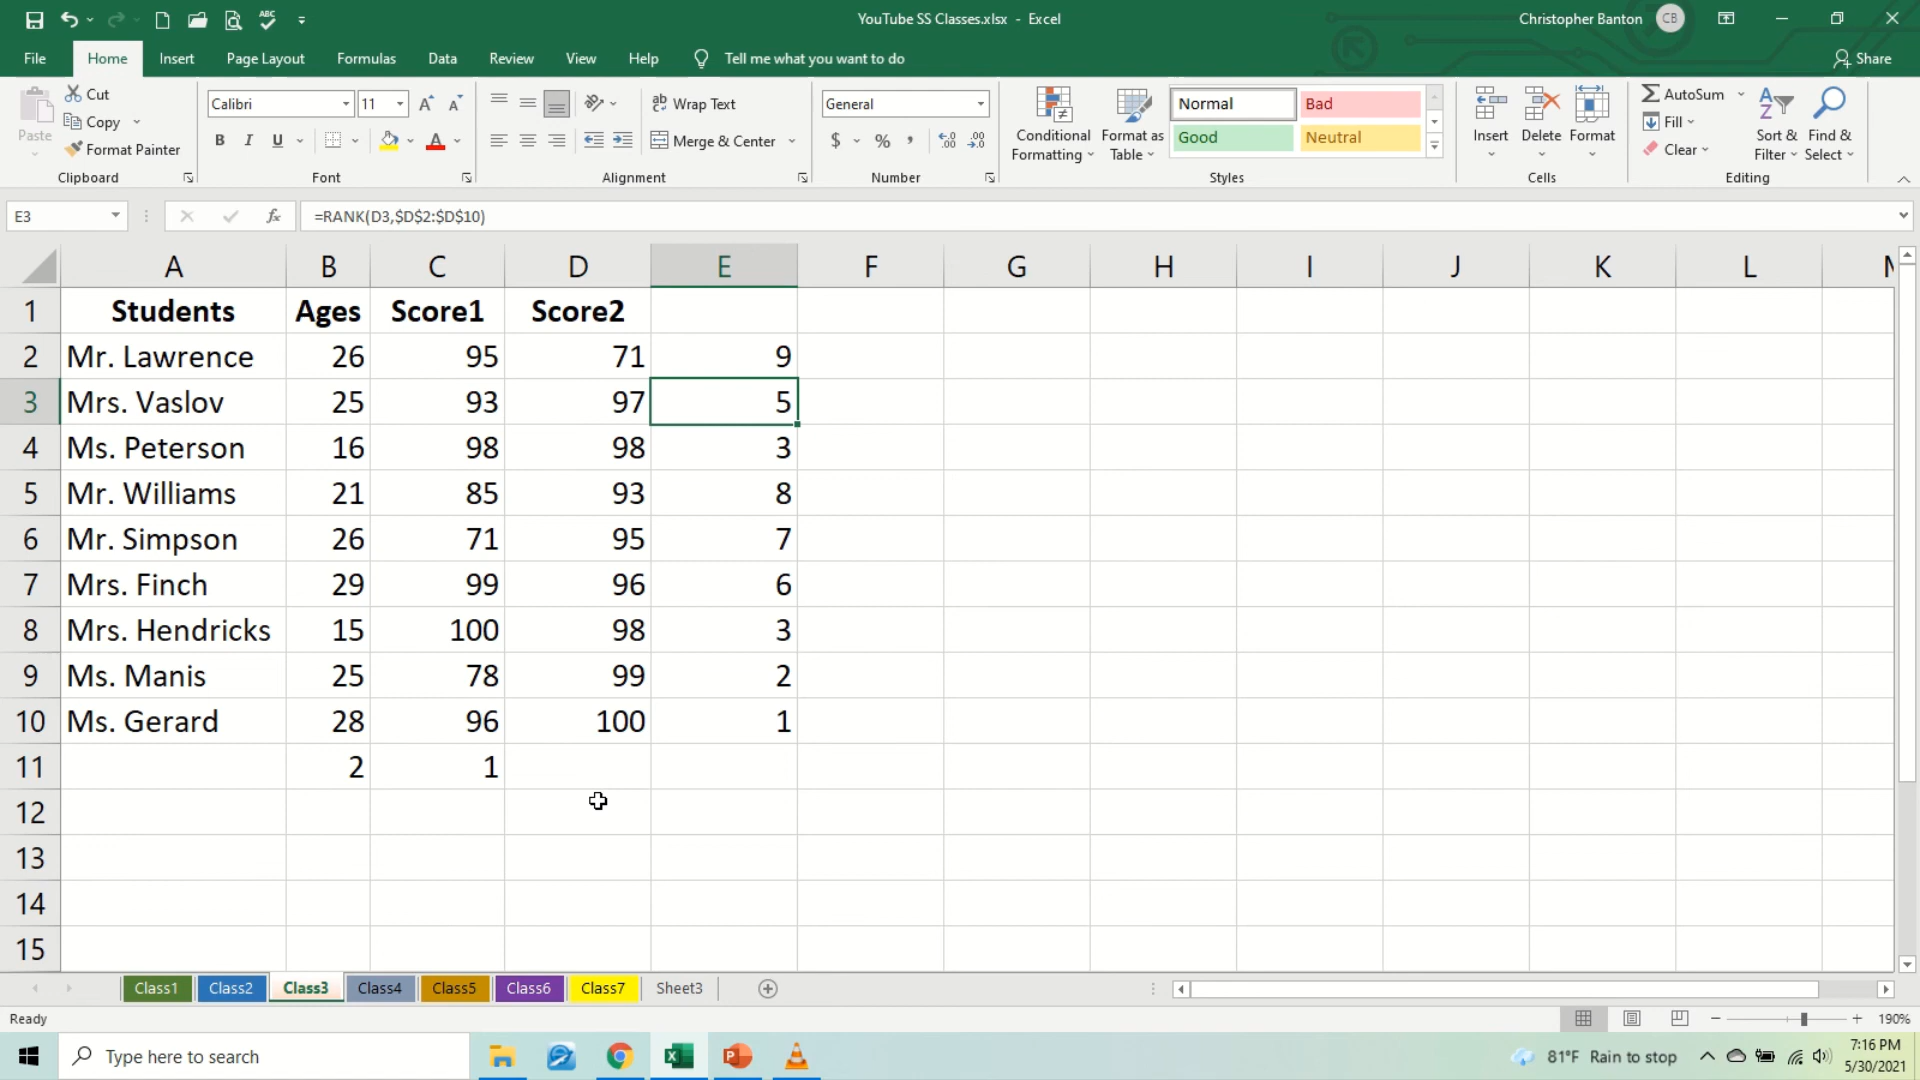 YouTube SS Classes.xlsx - Excel
Christopher Banton CB
File Home Insert Page Layout Formulas Data Review View Help Tell me what you want to do Share
Paste Cut Copy Format Painter Clipboard
Calibri 11 B I U A Font
ab Wrap Text Merge & Center Alignment
General $ % , Number
Conditional Formatting Format as Table Normal Bad Good Neutral Styles
Insert Delete Format Cells
AutoSum Fill Clear Sort & Filter Find & Select Editing
E3 fx =RANK(D3,$D$2:$D$10)
A B C D E F G H I J K L
1 Students Ages Score1 Score2
2 Mr. Lawrence 26 95 71 9
3 Mrs. Vaslov 25 93 97 5
4 Ms. Peterson 16 98 98 3
5 Mr. Williams 21 85 93 8
6 Mr. Simpson 26 71 95 7
7 Mrs. Finch 29 99 96 6
8 Mrs. Hendricks 15 100 98 3
9 Ms. Manis 25 78 99 2
10 Ms. Gerard 28 96 100 1
11 2 1
12
13
14
15
Class1 Class2 Class3 Class4 Class5 Class6 Class7 Sheet3
Ready 190%
Type here to search 81°F Rain to stop 7:16 PM
5/30/2021